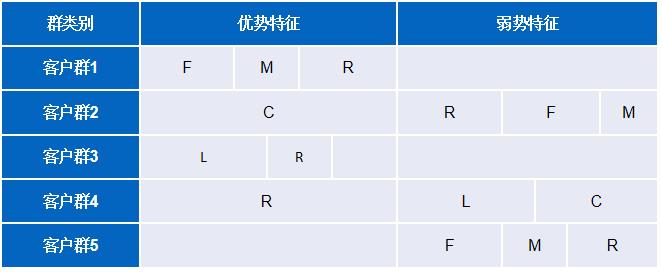 群类别 优势特征 弱势特征
客户群1 F M R
客户群2 C R F M
客户群3 L R
客户群4 R L C
客户群5 F M R